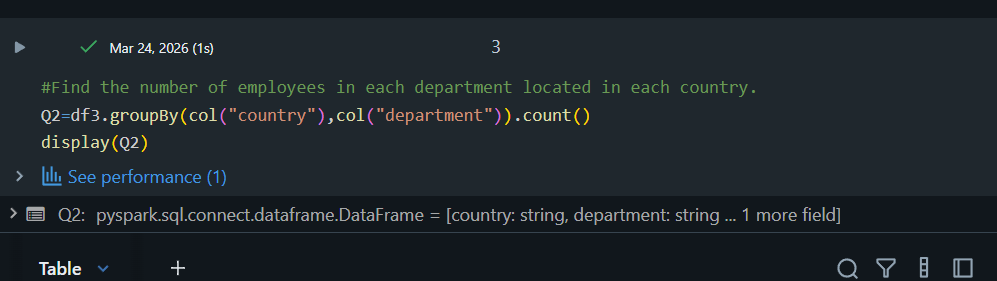 Mar 24, 2026 (1s)
3
#Find the number of employees in each department located in each country.
Q2=df3.groupBy(col("country"),col("department")).count()
display(Q2)
See performance (1)
Q2: pyspark.sql.connect.dataframe.DataFrame = [country: string, department: string ... 1 more field]
Table